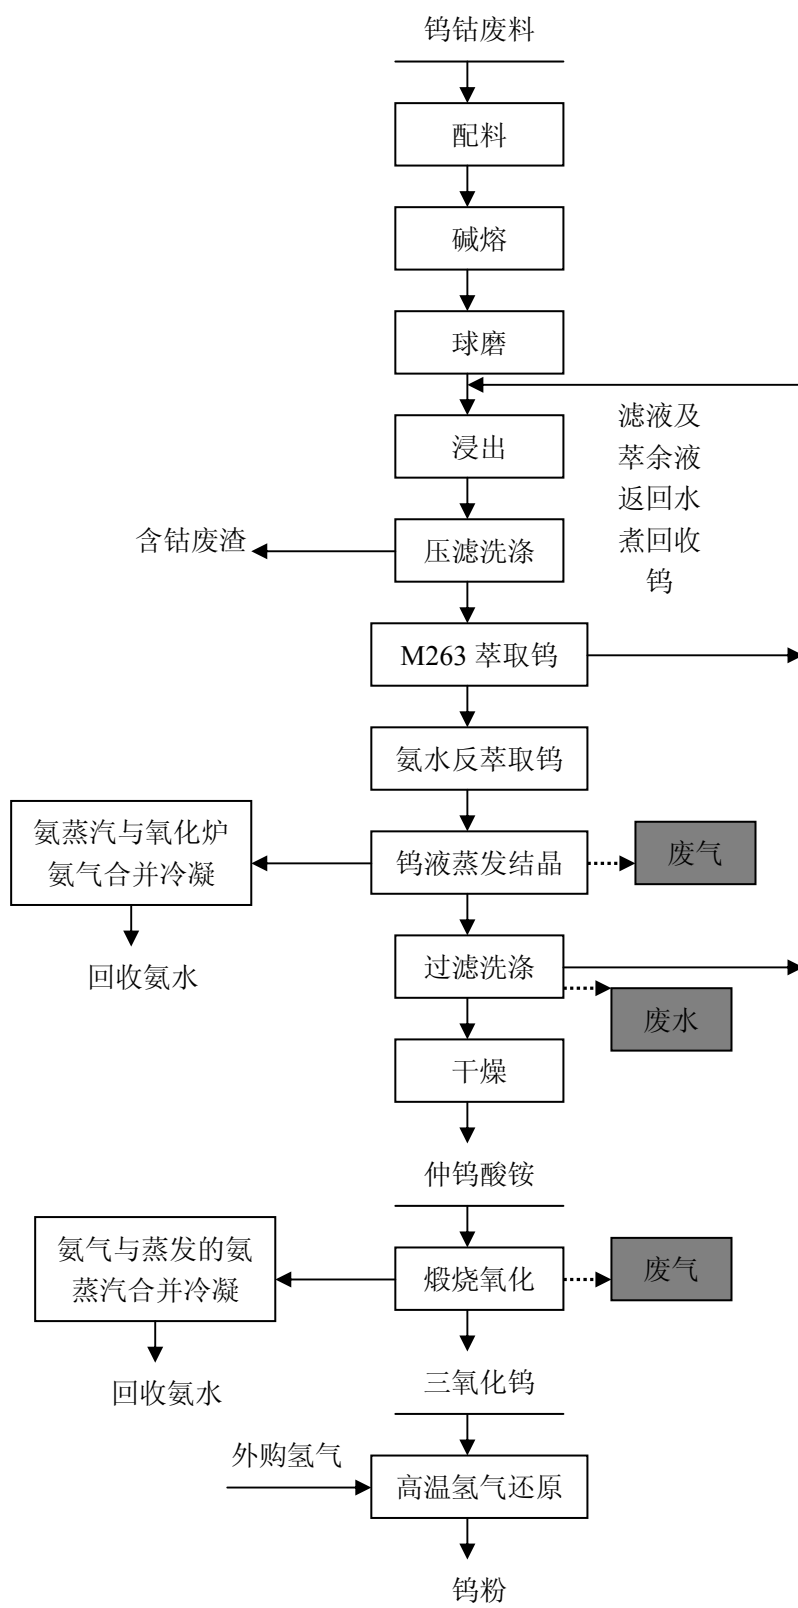 钨钴废料
配料
碱熔
球磨
滤液及
萃余液
返回水
煮回收
钨
浸出
含钴废渣
压滤洗涤
M263 萃取钨
氨水反萃取钨
氨蒸汽与氧化炉
氨气合并冷凝
钨液蒸发结晶
废气
回收氨水
过滤洗涤
废水
干燥
仲钨酸铵
氨气与蒸发的氨
蒸汽合并冷凝
煅烧氧化
废气
回收氨水
三氧化钨
外购氢气
高温氢气还原
钨粉